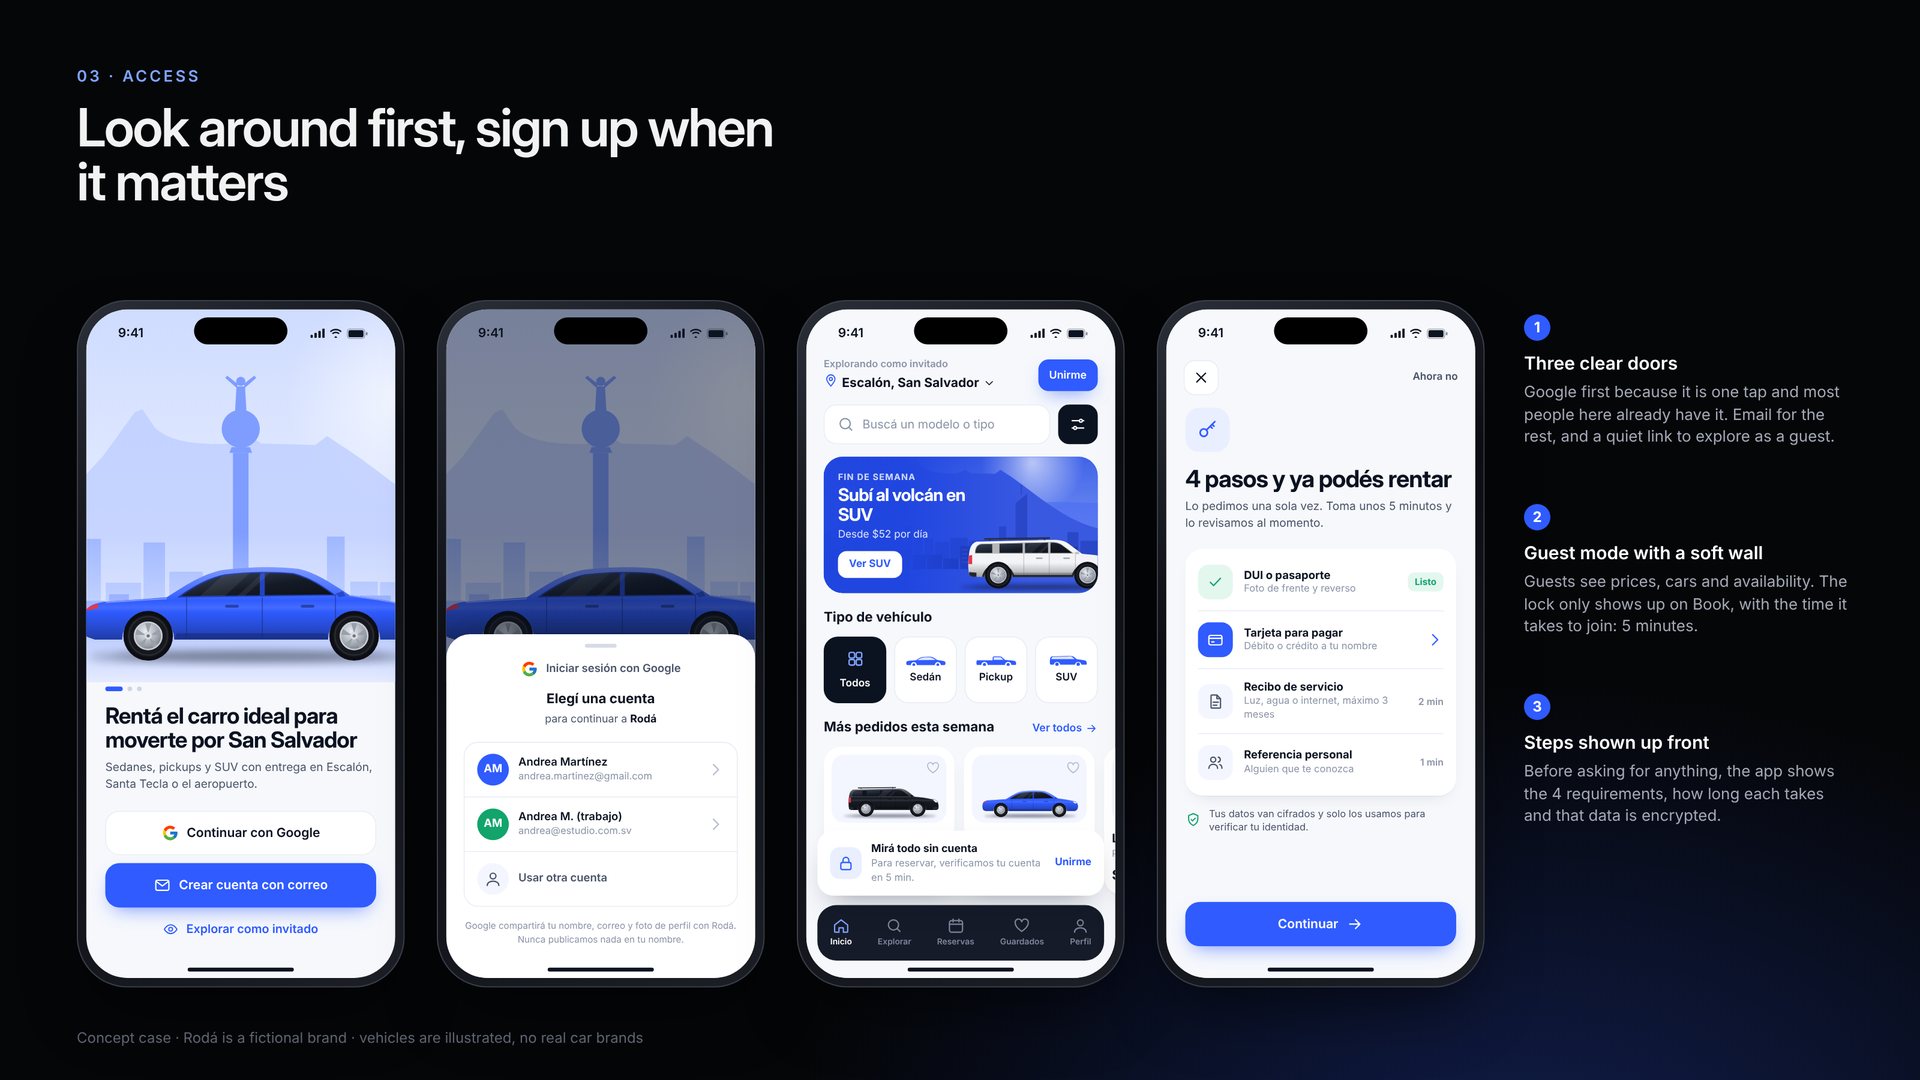 03 · ACCESS
Look around first, sign up when
it matters
9:41
Rentá el carro ideal para
moverte por San Salvador
Sedanes, pickups y SUV con entrega en Escalón,
Santa Tecla o el aeropuerto.
Continuar con Google
Crear cuenta con correo
Explorar como invitado
9:41
Iniciar sesión con Google
Elegí una cuenta
para continuar a Rodá
AM
Andrea Martínez
andrea.martinez@gmail.com
AM
Andrea M. (trabajo)
andrea@estudio.com.sv
Usar otra cuenta
Google compartirá tu nombre, correo y foto de perfil con Rodá.
Nunca publicamos nada en tu nombre.
9:41
Explorando como invitado
Escalón, San Salvador
Unirme
Buscá un modelo o tipo
FIN DE SEMANA
Subí al volcán en
SUV
Desde $52 por día
Ver SUV
Tipo de vehículo
Todos
Sedán
Pickup
SUV
Más pedidos esta semana
Ver todos →
Mirá todo sin cuenta
Para reservar, verificamos tu cuenta
en 5 min.
Unirme
Inicio
Explorar
Reservas
Guardados
Perfil
9:41
Ahora no
4 pasos y ya podés rentar
Lo pedimos una sola vez. Toma unos 5 minutos y
lo revisamos al momento.
DUI o pasaporte
Foto de frente y reverso
Listo
Tarjeta para pagar
Débito o crédito a tu nombre
Recibo de servicio
Luz, agua o internet, máximo 3
meses
2 min
Referencia personal
Alguien que te conozca
1 min
Tus datos van cifrados y solo los usamos para
verificar tu identidad.
Continuar →
1
Three clear doors
Google first because it is one tap and most
people here already have it. Email for the
rest, and a quiet link to explore as a guest.
2
Guest mode with a soft wall
Guests see prices, cars and availability. The
lock only shows up on Book, with the time it
takes to join: 5 minutes.
3
Steps shown up front
Before asking for anything, the app shows
the 4 requirements, how long each takes
and that data is encrypted.
Concept case · Rodá is a fictional brand · vehicles are illustrated, no real car brands